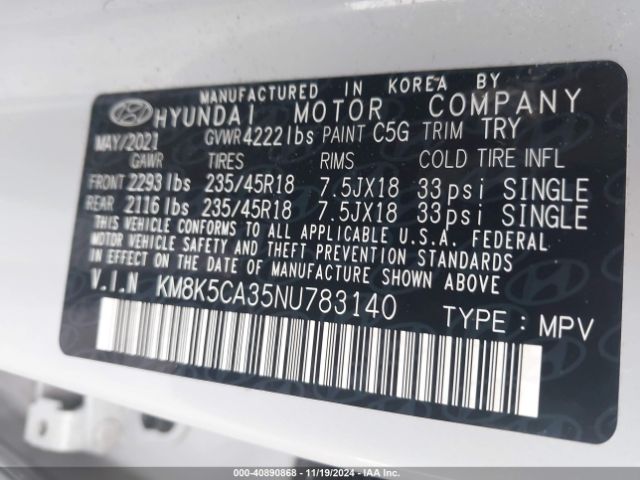 MANUFACTURED IN KOREA BY
HYUNDAI MOTOR COMPANY
MAY/2021 GVWR 4222 lbs PAINT C5G TRIM TRY
GAWR TIRES RIMS COLD TIRE INFL
FRONT 2293 lbs 235/45R18 7.5JX18 33psi SINGLE
REAR 2116 lbs 235/45R18 7.5JX18 33psi SINGLE
THIS VEHICLE CONFORMS TO ALL APPLICABLE U.S.A. FEDERAL
MOTOR VEHICLE SAFETY AND THEFT PREVENTION STANDARDS
IN EFFECT ON THE DATE OF MANUFACTURE SHOWN ABOVE
V.I.N KM8K5CA35NU783140
TYPE : MPV
000-40890868 - 11/19/2024 - IAA Inc.